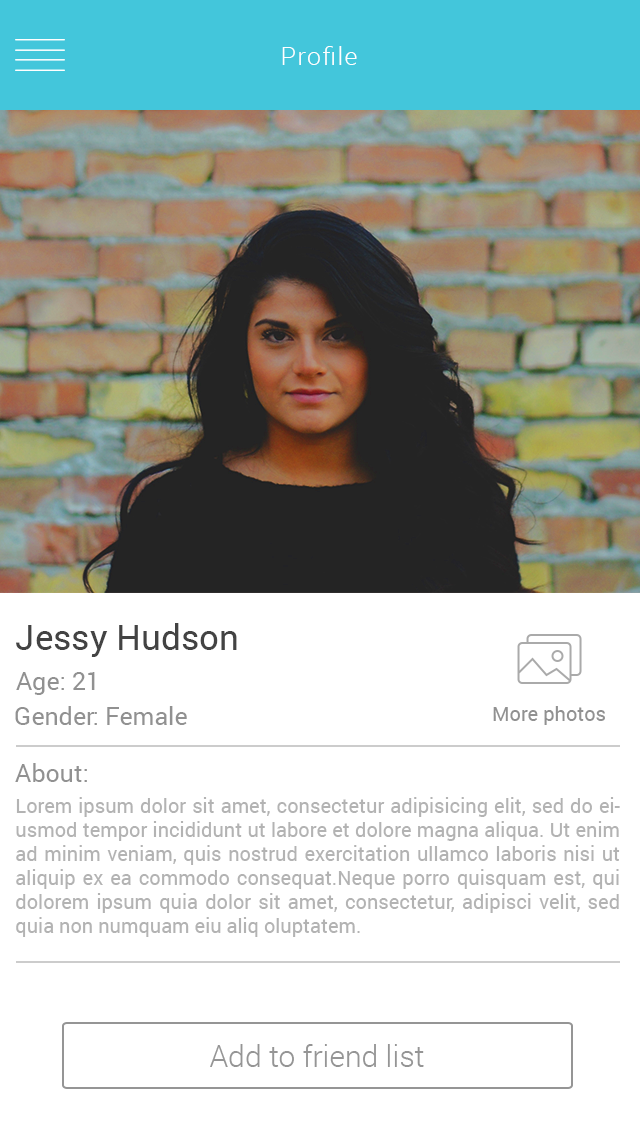 Profile
Jessy Hudson
Age: 21
Gender: Female
More photos
About:
Lorem ipsum dolor sit amet, consectetur adipisicing elit, sed do ei-
usmod tempor incididunt ut labore et dolore magna aliqua. Ut enim
ad minim veniam, quis nostrud exercitation ullamco laboris nisi ut
aliquip ex ea commodo consequat.Neque porro quisquam est, qui
dolorem ipsum quia dolor sit amet, consectetur, adipisci velit, sed
quia non numquam eiu aliq oluptatem.
Add to friend list